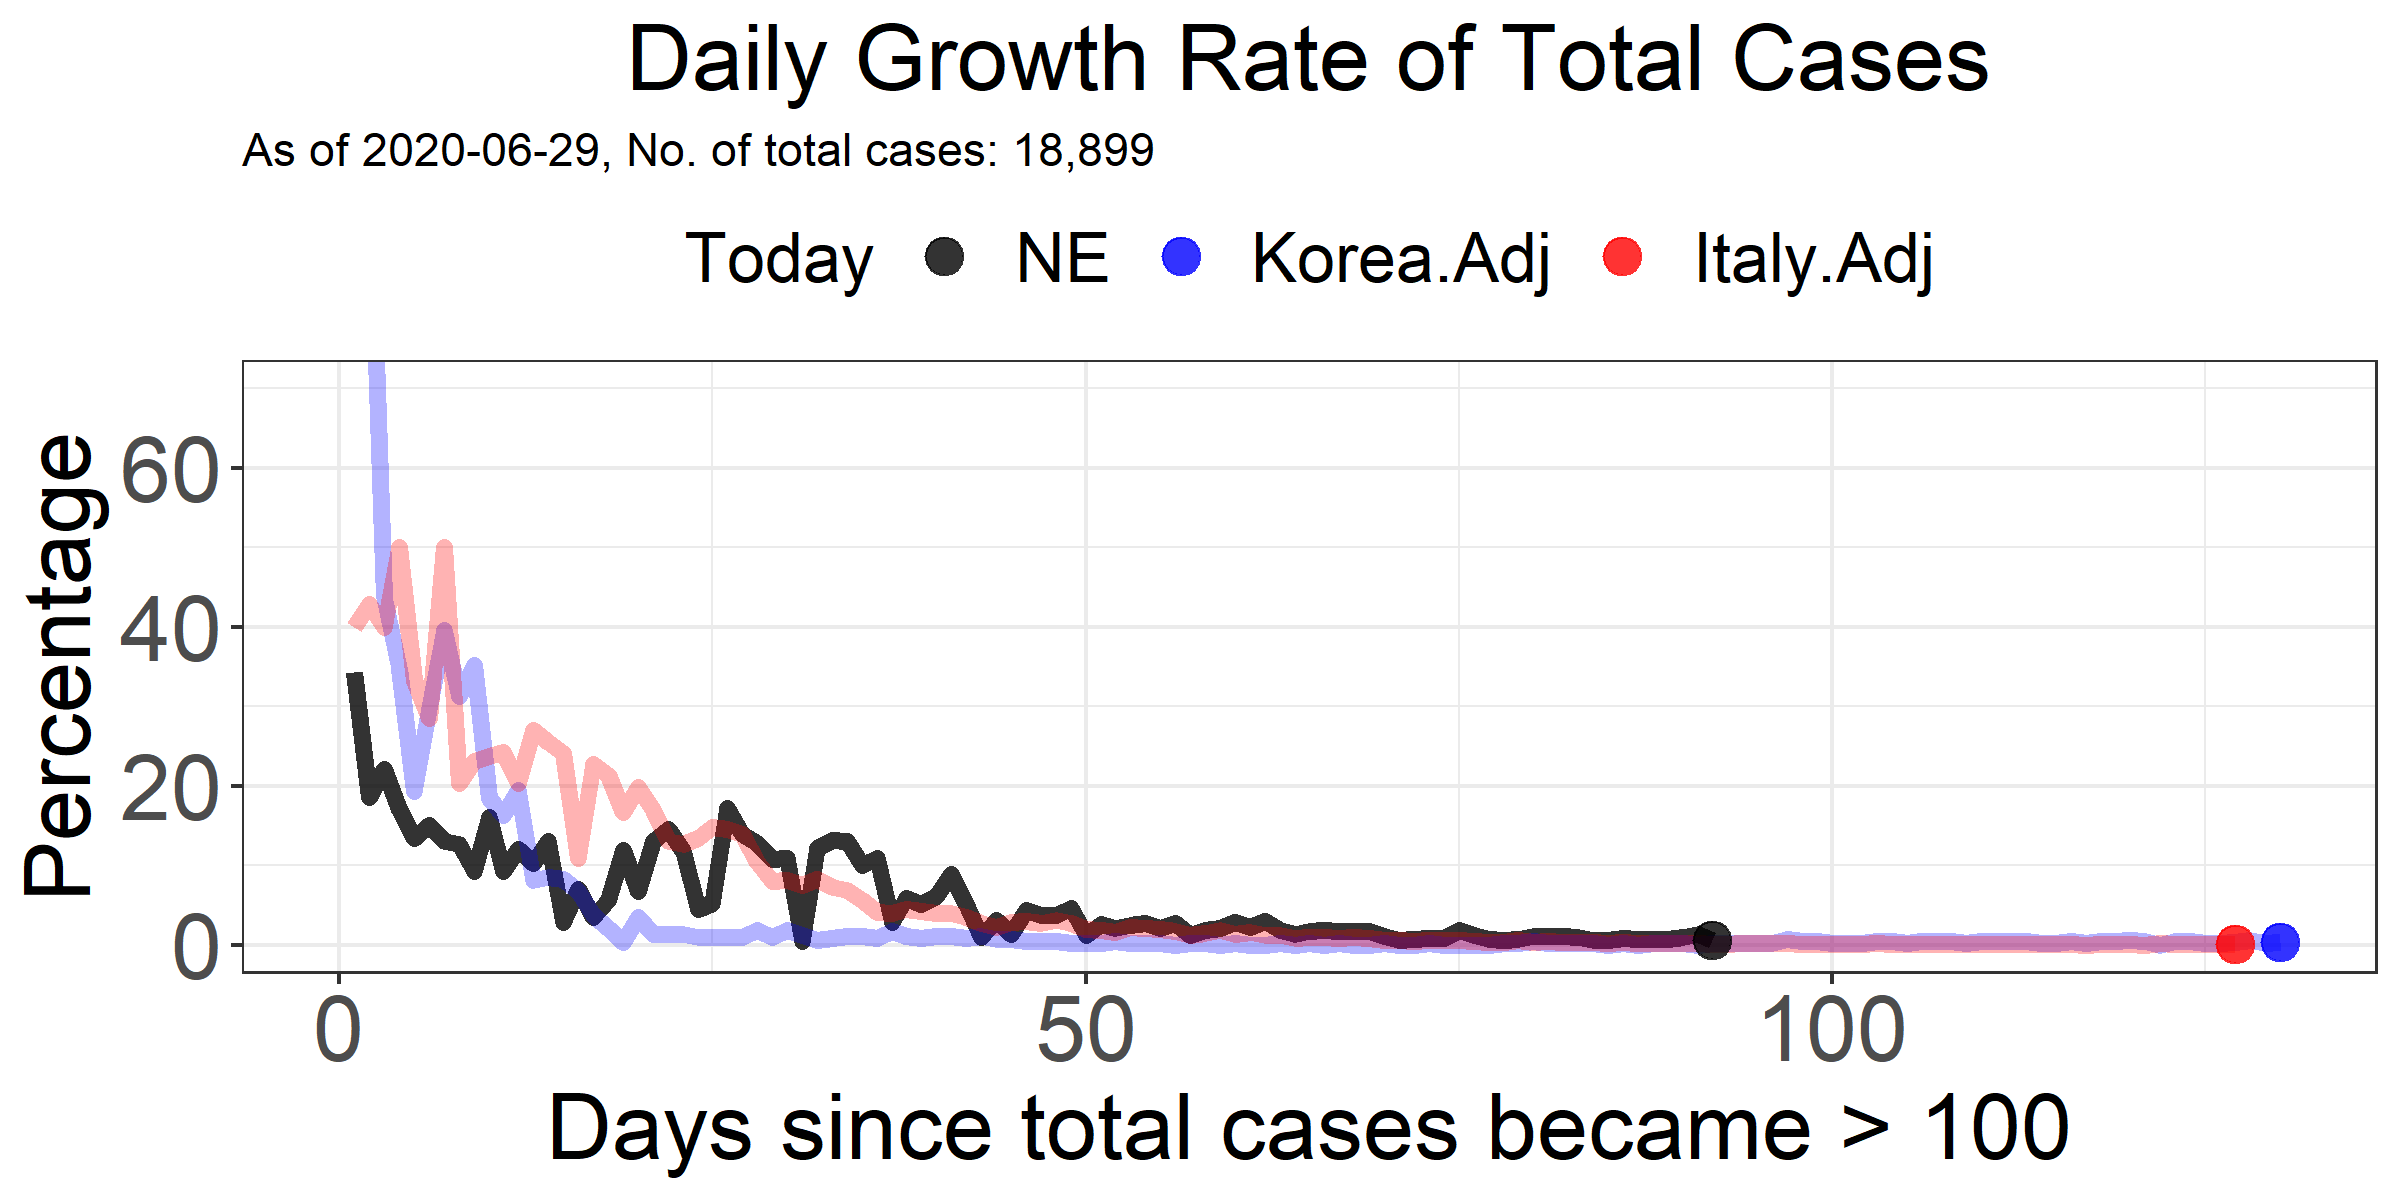 Daily Growth Rate of Total Cases
As of 2020-06-29, No. of total cases: 18,899
Today NE Korea.Adj Italy.Adj
Percentage
60
40
20
0
0 50 100
Days since total cases became > 100